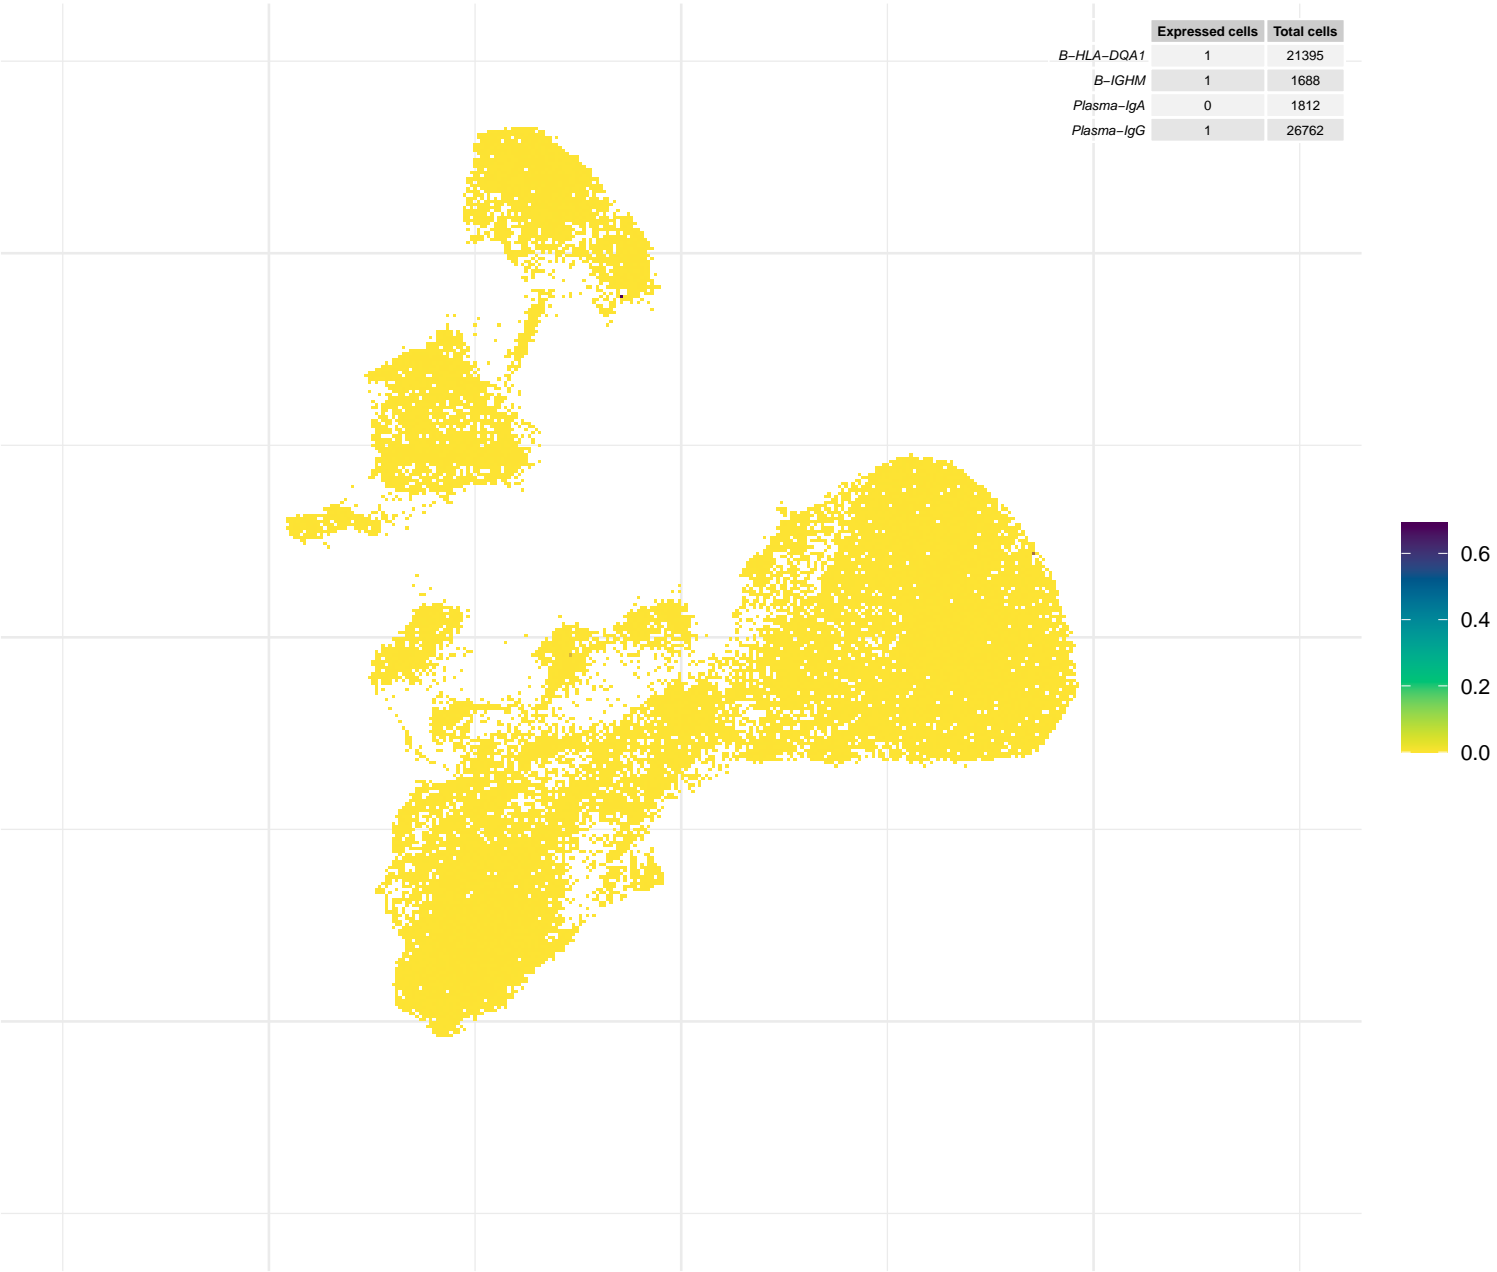 Expressed cells Total cells
B−HLA−DQA1 1 21395
B−IGHM 1 1688
Plasma−IgA 0 1812
Plasma−IgG 1 26762
0.6
0.4
0.2
0.0